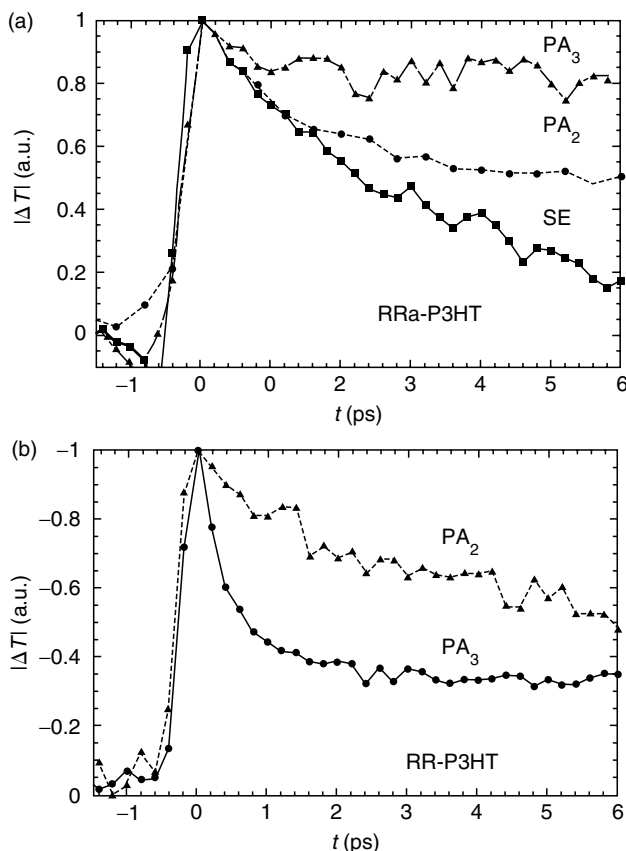 (a)
1
0.8
0.6
0.4
0.2
0
|ΔT| (a.u.)
PA3
PA2
SE
RRa-P3HT
−1 0 0 2 3 4 5 6
t (ps)
(b)
−1
−0.8
−0.6
−0.4
−0.2
0
|ΔT| (a.u.)
PA2
PA3
RR-P3HT
−1 0 1 2 3 4 5 6
t (ps)